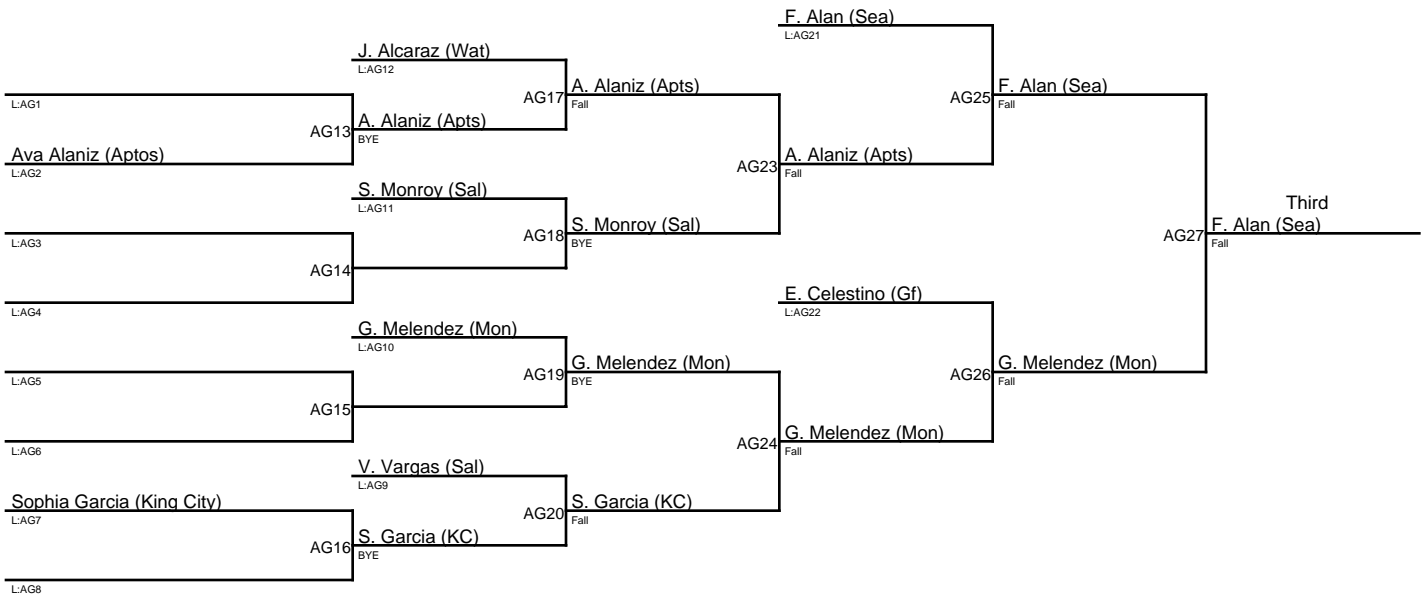 F. Alan (Sea)
L:AG21
J. Alcaraz (Wat)
L:AG12
A. Alaniz (Apts)
Fall
AG17
AG25
F. Alan (Sea)
Fall
L:AG1
AG13
A. Alaniz (Apts)
BYE
Ava Alaniz (Aptos)
L:AG2
AG23
A. Alaniz (Apts)
Fall
S. Monroy (Sal)
L:AG11
Third
F. Alan (Sea)
Fall
AG27
L:AG3
AG18
S. Monroy (Sal)
BYE
AG14
L:AG4
E. Celestino (Gf)
L:AG22
G. Melendez (Mon)
L:AG10
L:AG5
AG19
G. Melendez (Mon)
BYE
AG26
G. Melendez (Mon)
Fall
AG15
L:AG6
AG24
G. Melendez (Mon)
Fall
V. Vargas (Sal)
L:AG9
Sophia Garcia (King City)
L:AG7
AG20
S. Garcia (KC)
Fall
AG16
S. Garcia (KC)
BYE
L:AG8